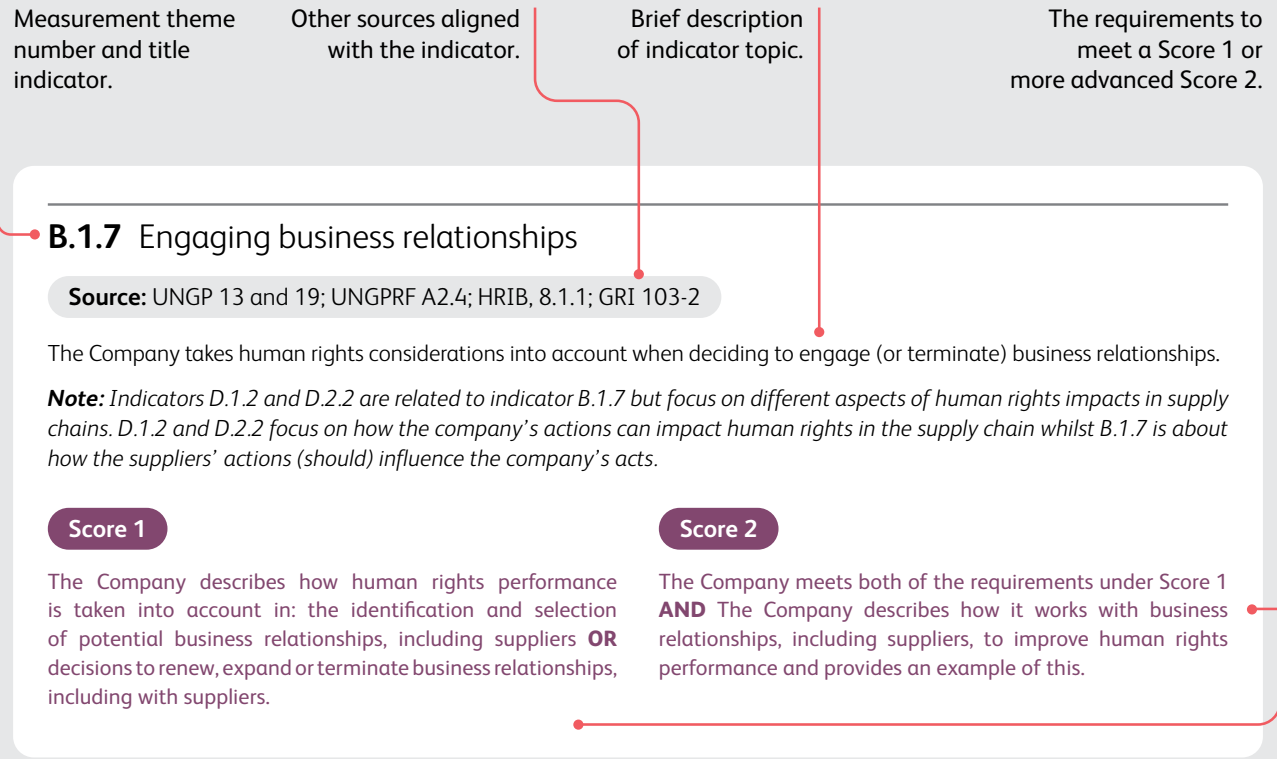 Measurement theme
number and title
indicator.
Other sources aligned
with the indicator.
Brief description
of indicator topic.
The requirements to
meet a Score 1 or
more advanced Score 2.
B.1.7 Engaging business relationships
Source: UNGP 13 and 19; UNGPRF A2.4; HRIB, 8.1.1; GRI 103-2
The Company takes human rights considerations into account when deciding to engage (or terminate) business relationships.
Note: Indicators D.1.2 and D.2.2 are related to indicator B.1.7 but focus on different aspects of human rights impacts in supply
chains. D.1.2 and D.2.2 focus on how the company's actions can impact human rights in the supply chain whilst B.1.7 is about
how the suppliers' actions (should) influence the company's acts.
Score 1
The Company describes how human rights performance
is taken into account in: the identification and selection
of potential business relationships, including suppliers OR
decisions to renew, expand or terminate business relationships,
including with suppliers.
Score 2
The Company meets both of the requirements under Score 1
AND The Company describes how it works with business
relationships, including suppliers, to improve human rights
performance and provides an example of this.